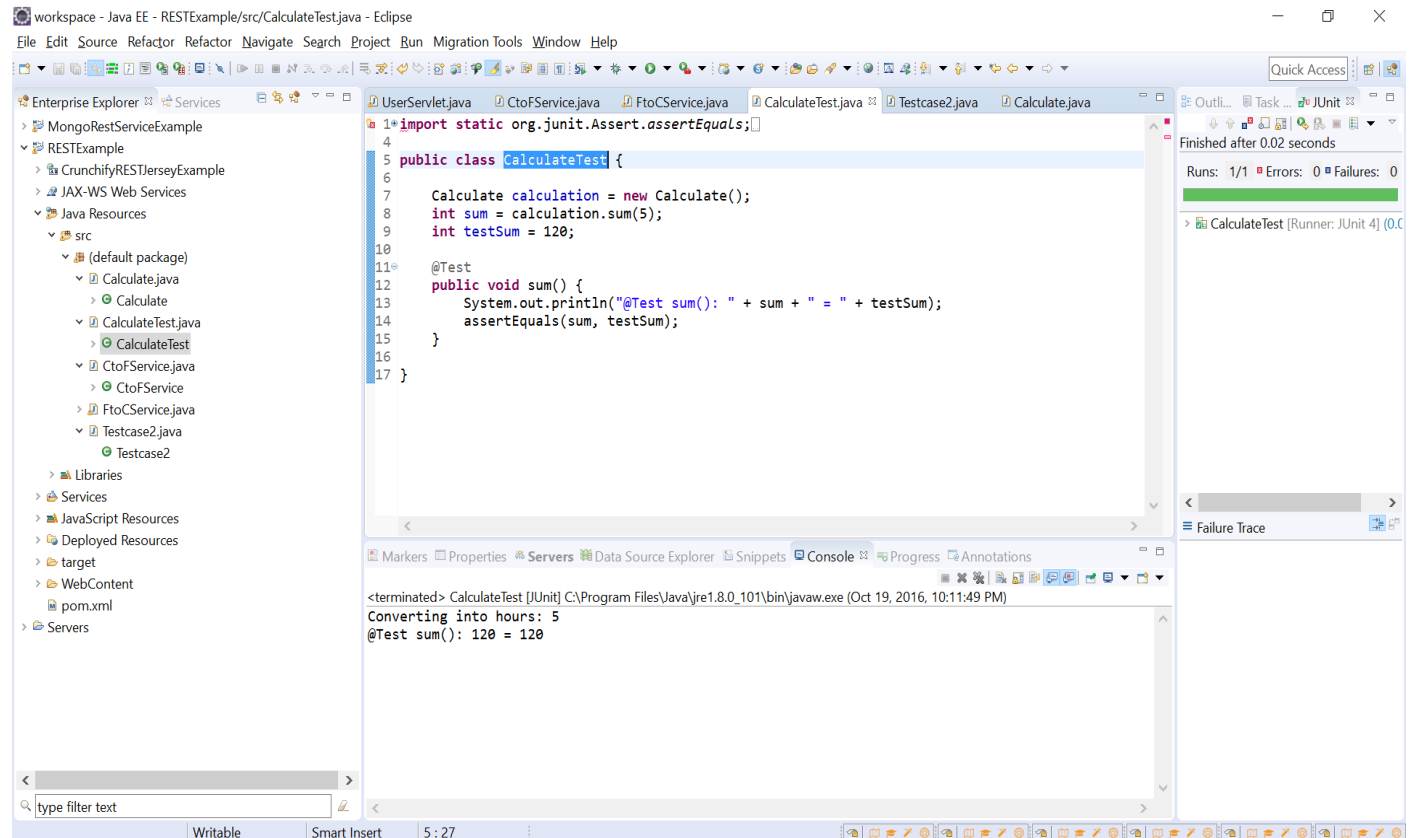 workspace - Java EE - RESTExample/src/CalculateTest.java - Eclipse
File Edit Source Refactor Refactor Navigate Search Project Run Migration Tools Window Help
Quick Access
Enterprise Explorer Services
MongoRestServiceExample
RESTExample
CrunchifyRESTJerseyExample
JAX-WS Web Services
Java Resources
src
(default package)
Calculate.java
Calculate
CalculateTest.java
CalculateTest
CtoFService.java
CtoFService
FtoCService.java
Testcase2.java
Testcase2
Libraries
Services
JavaScript Resources
Deployed Resources
target
WebContent
pom.xml
Servers
type filter text
UserServlet.java CtoFService.java FtoCService.java CalculateTest.java Testcase2.java Calculate.java
1 import static org.junit.Assert.assertEquals;
4
5 public class CalculateTest {
6
7 Calculate calculation = new Calculate();
8 int sum = calculation.sum(5);
9 int testSum = 120;
10
11 @Test
12 public void sum() {
13 System.out.println("@Test sum(): " + sum + " = " + testSum);
14 assertEquals(sum, testSum);
15 }
16
17 }
Markers Properties Servers Data Source Explorer Snippets Console Progress Annotations
<terminated> CalculateTest [JUnit] C:\Program Files\Java\jre1.8.0_101\bin\javaw.exe (Oct 19, 2016, 10:11:49 PM)
Converting into hours: 5
@Test sum(): 120 = 120
Outli... Task ... JUnit
Finished after 0.02 seconds
Runs: 1/1 Errors: 0 Failures: 0
CalculateTest [Runner: JUnit 4] (0.0
Failure Trace
Writable Smart Insert 5 : 27